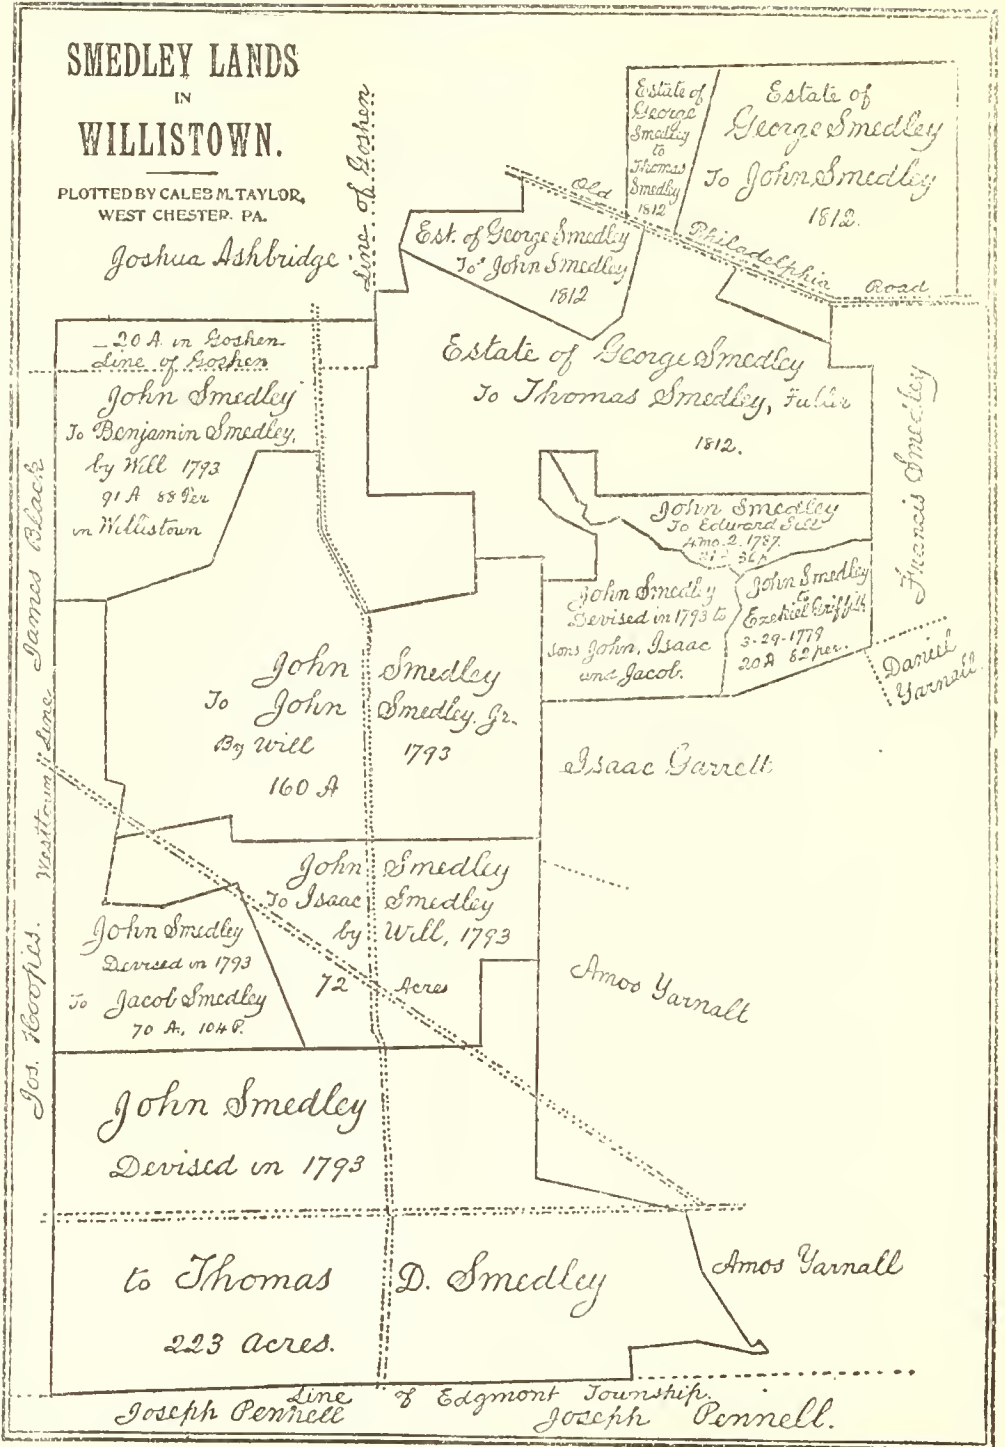 SMEDLEY LANDS
IN
WILLISTOWN.
PLOTTED BY CALEB M. TAYLOR,
WEST CHESTER. PA.
Joshua Ashbridge
Line of Goshen
Estate of
George
Smedley
to
Thomas
Smedley
1812
Estate of
George Smedley
To John Smedley
1812.
Old Philadelphia Road
Est. of George Smedley
To John Smedley
1812
20 A. in Goshen
Line of Goshen
John Smedley
To Benjamin Smedley,
by Will 1793
91 A 88 Per
in Willistown
Estate of George Smedley
To Thomas Smedley, Fuller
1812.
Francis Smedley
John Smedley
To Edward
4 mo. 2. 1787.
John Smedley
Devised in 1793 to
sons John, Isaac
and Jacob.
John Smedley
to
Ezekiel Griffith
3-29-1779
20 A 82 per.
Daniel
Yarnall
James Black
Westtown Line
Jos. Hoopes.
John Smedley
To John Smedley. Jr.
By Will 1793
160 A
Isaac Garrett
John Smedley
To Isaac Smedley
by Will, 1793
72 Acres
John Smedley
Devised in 1793
To Jacob Smedley
70 A., 104 P.
Amos Yarnalt
John Smedley
Devised in 1793
to Thomas D. Smedley
223 Acres.
Amos Yarnall
Line of Edgmont Township.
Joseph Pennell Joseph Pennell.